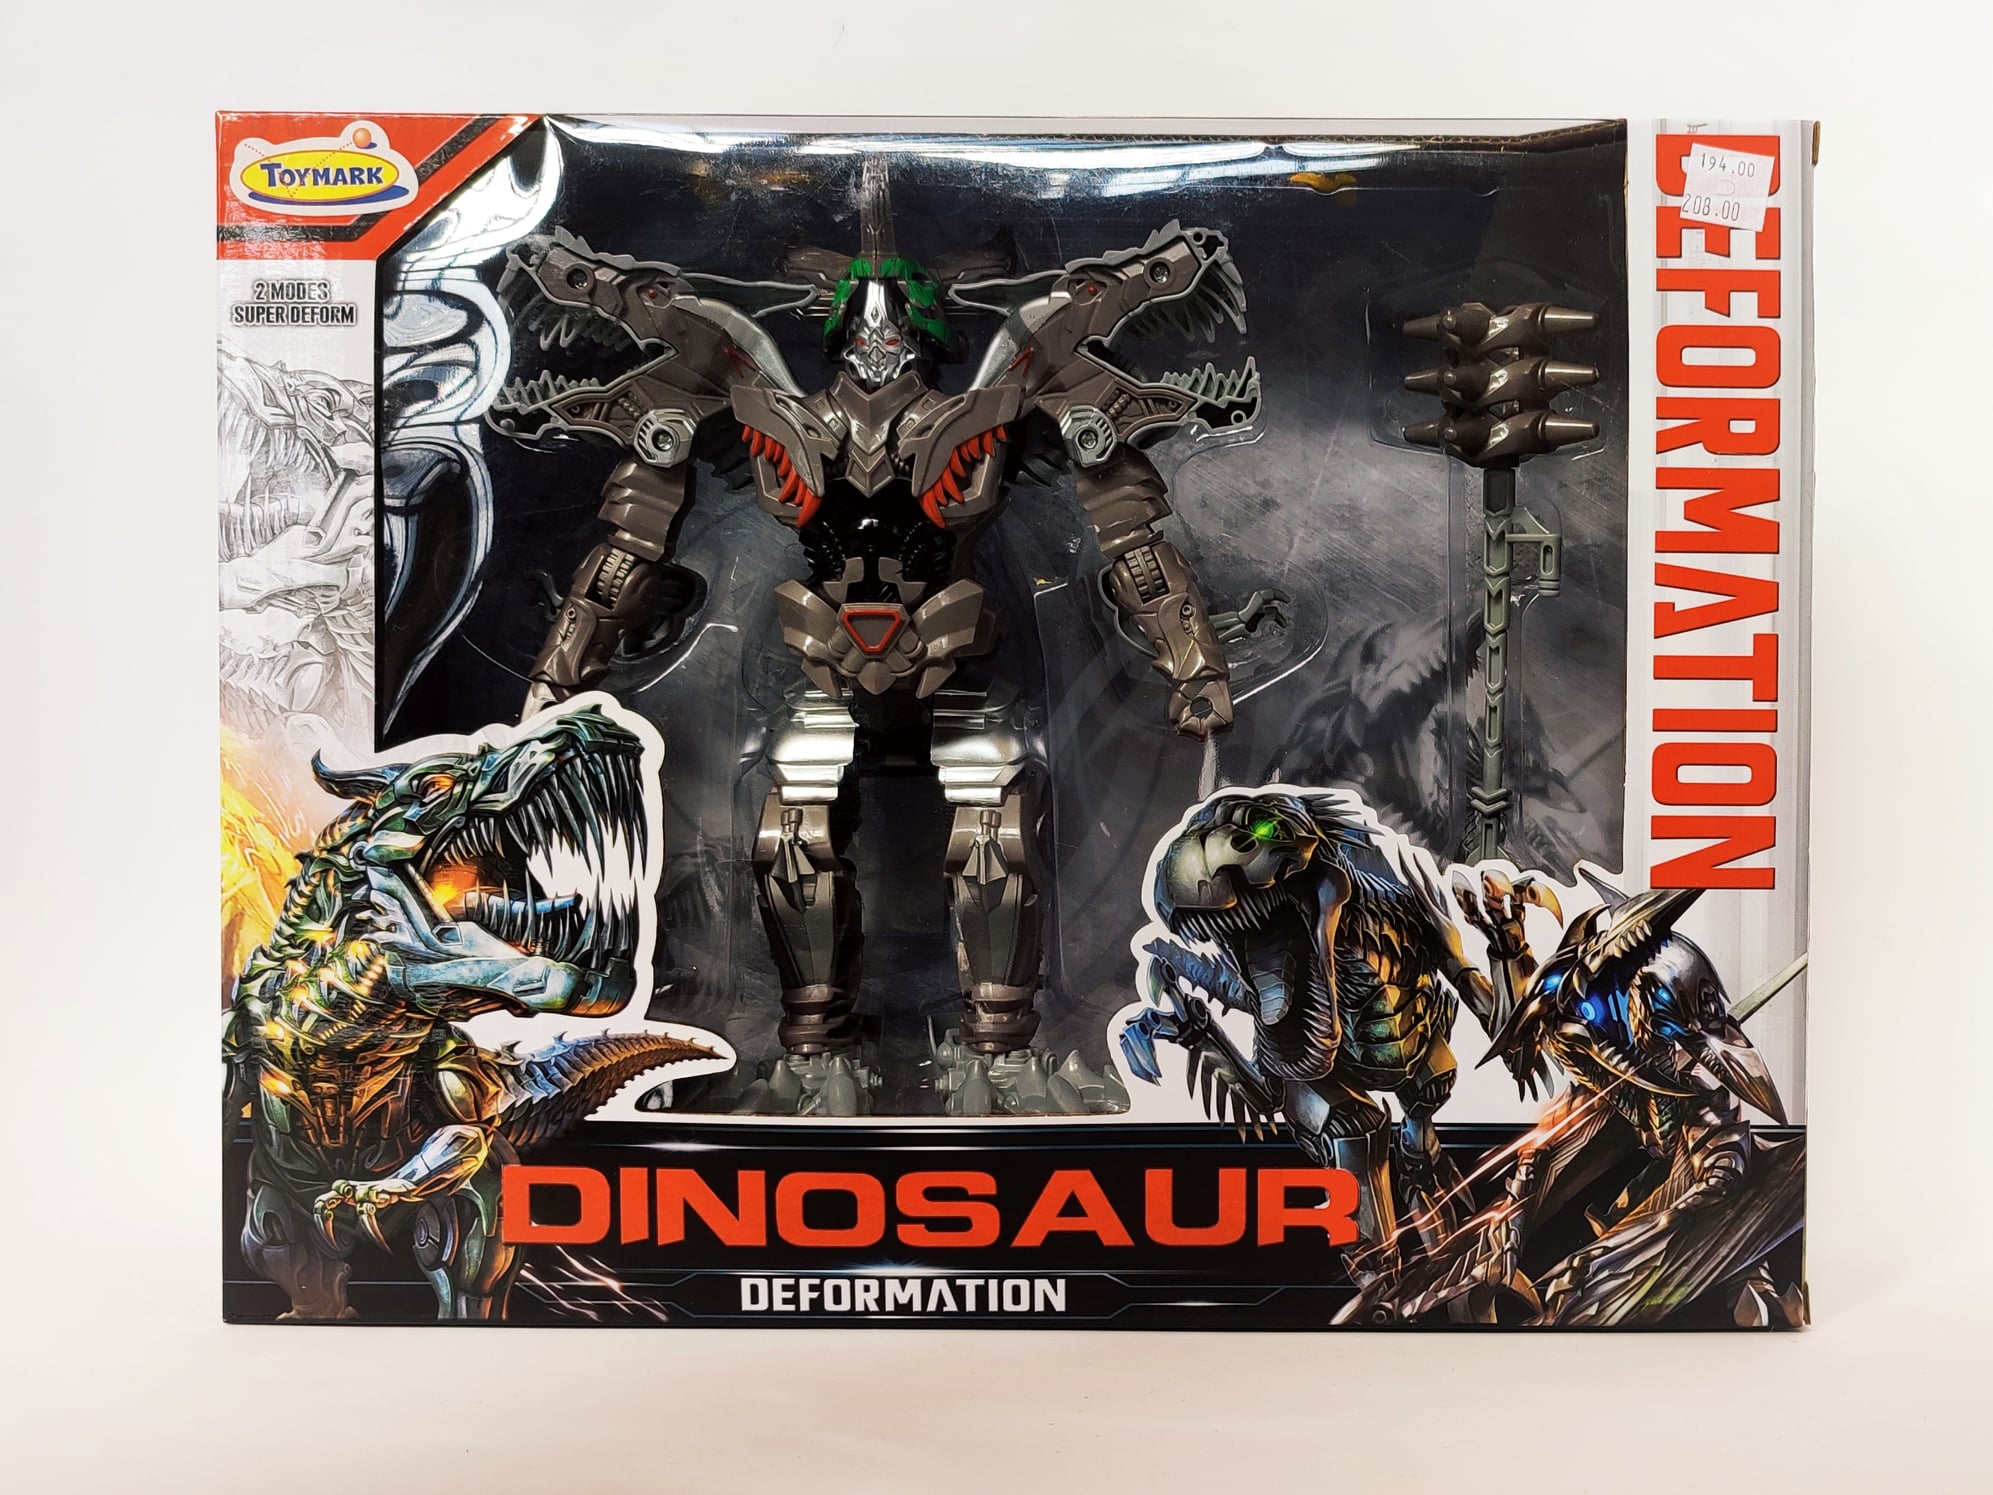 TOYMARK
2 MODES
SUPER DEFORM
194.00
208.00
DEFORMATION
DINOSAUR
DEFORMATION